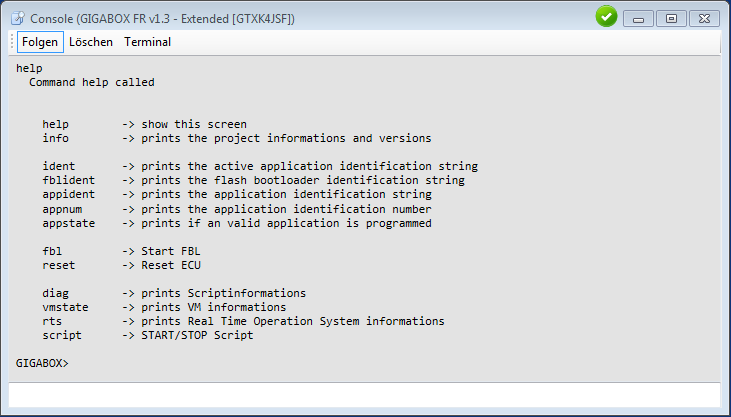 Console (GIGABOX FR v1.3 - Extended [GTXK4JSF])
Folgen Löschen Terminal
help
Command help called
help -> show this screen
info -> prints the project informations and versions
ident -> prints the active application identification string
fblident -> prints the flash bootloader identification string
appident -> prints the application identification string
appnum -> prints the application identification number
appstate -> prints if an valid application is programmed
fbl -> Start FBL
reset -> Reset ECU
diag -> prints Scriptinformations
vmstate -> prints VM informations
rts -> prints Real Time Operation System informations
script -> START/STOP Script
GIGABOX>